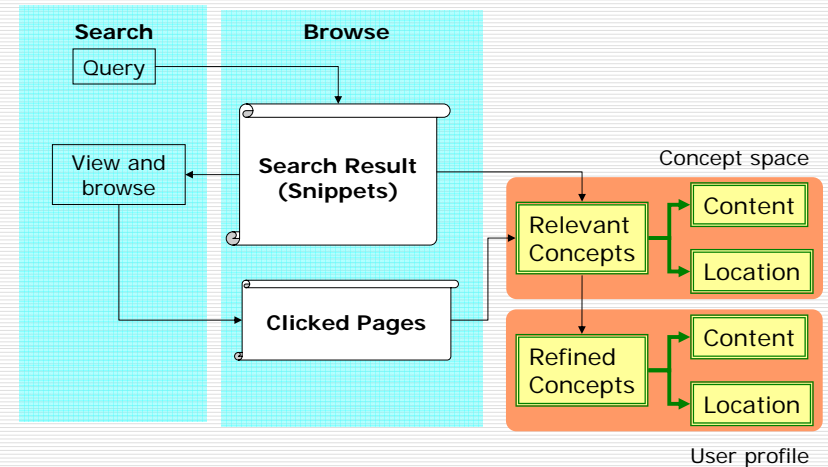 Search
Browse
Query
Search Result
(Snippets)
View and
browse
Clicked Pages
Concept space
Relevant
Concepts
Content
Location
Refined
Concepts
Content
Location
User profile